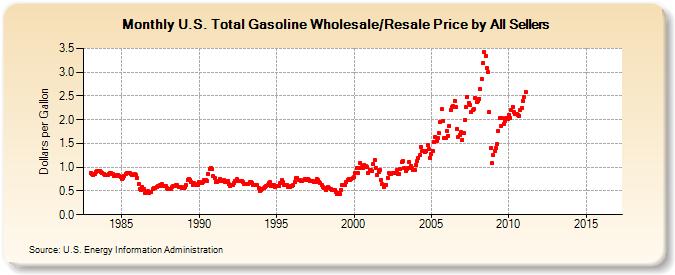 Monthly U.S. Total Gasoline Wholesale/Resale Price by All Sellers
Dollars per Gallon
3.5
3.0
2.5
2.0
1.5
1.0
0.5
0.0
1985 1990 1995 2000 2005 2010 2015
Source: U.S. Energy Information Administration